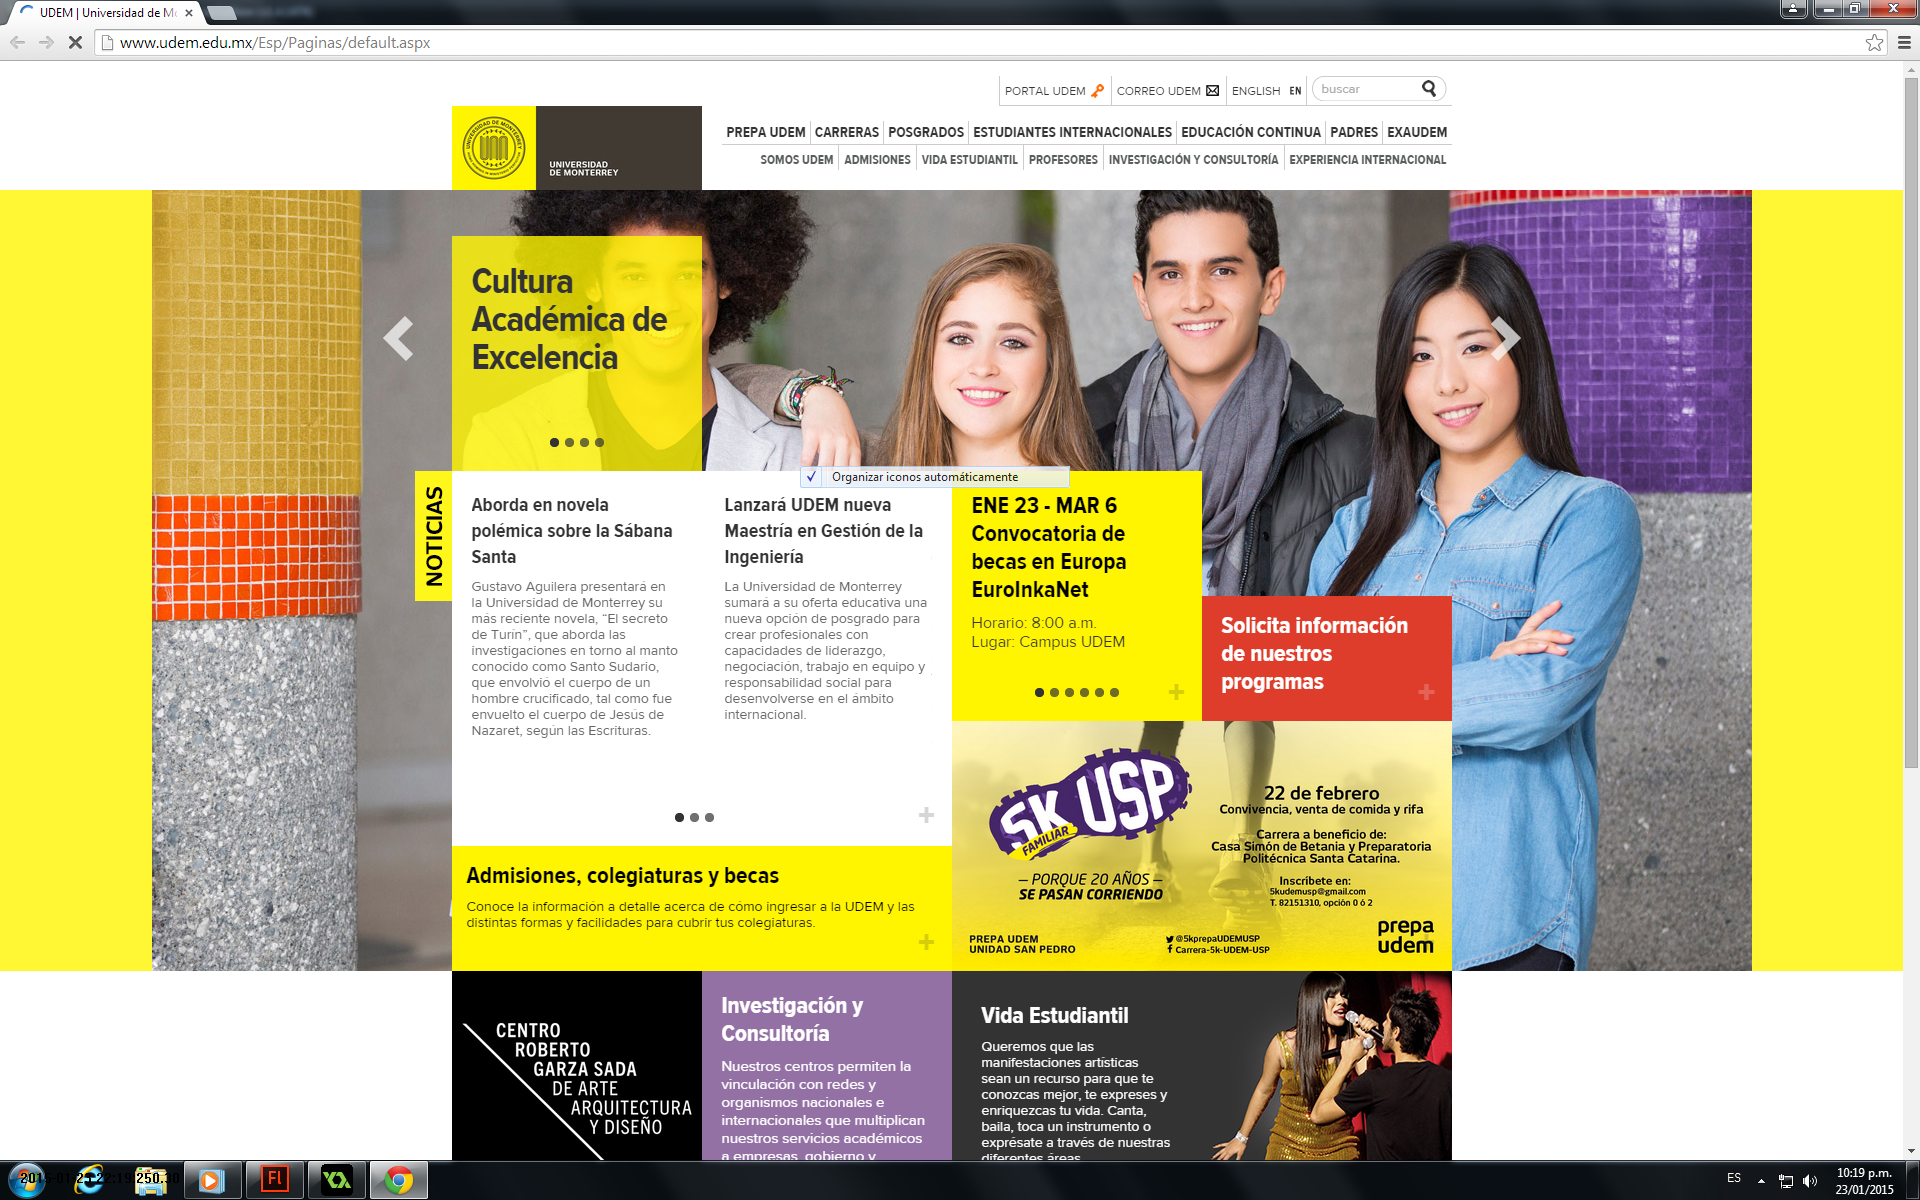 UDEM | Universidad de Mo
www.udem.edu.mx/Esp/Paginas/default.aspx
PORTAL UDEM
CORREO UDEM
ENGLISH EN
buscar
UNIVERSIDAD
DE MONTERREY
PREPA UDEM
CARRERAS
POSGRADOS
ESTUDIANTES INTERNACIONALES
EDUCACIÓN CONTINUA
PADRES
EXAUDEM
SOMOS UDEM
ADMISIONES
VIDA ESTUDIANTIL
PROFESORES
INVESTIGACIÓN Y CONSULTORÍA
EXPERIENCIA INTERNACIONAL
Cultura
Académica de
Excelencia
Organizar iconos automáticamente
NOTICIAS
Aborda en novela
polémica sobre la Sábana
Santa
Gustavo Aguilera presentará en
la Universidad de Monterrey su
más reciente novela, “El secreto
de Turín”, que aborda las
investigaciones en torno al manto
conocido como Santo Sudario,
que envolvió el cuerpo de un
hombre crucificado, tal como fue
envuelto el cuerpo de Jesús de
Nazaret, según las Escrituras.
Lanzará UDEM nueva
Maestría en Gestión de la
Ingeniería
La Universidad de Monterrey
sumará a su oferta educativa una
nueva opción de posgrado para
crear profesionales con
capacidades de liderazgo,
negociación, trabajo en equipo y
responsabilidad social para
desenvolverse en el ámbito
internacional.
ENE 23 - MAR 6
Convocatoria de
becas en Europa
EuroInkaNet
Horario: 8:00 a.m.
Lugar: Campus UDEM
Solicita información
de nuestros
programas
5K USP
FAMILIAR
— PORQUE 20 AÑOS —
SE PASAN CORRIENDO
22 de febrero
Convivencia, venta de comida y rifa
Carrera a beneficio de:
Casa Simón de Betania y Preparatoria
Politécnica Santa Catarina.
Inscríbete en:
5kudemusp@gmail.com
T. 82151310, opción 0 ó 2
PREPA UDEM
UNIDAD SAN PEDRO
@5kprepaUDEMUSP
Carrera-5k-UDEM-USP
prepa
udem
Admisiones, colegiaturas y becas
Conoce la información a detalle acerca de cómo ingresar a la UDEM y las
distintas formas y facilidades para cubrir tus colegiaturas.
CENTRO
ROBERTO
GARZA SADA
DE ARTE
ARQUITECTURA
Y DISEÑO
Investigación y
Consultoría
Nuestros centros permiten la
vinculación con redes y
organismos nacionales e
internacionales que multiplican
nuestros servicios académicos
a empresas, gobierno y
Vida Estudiantil
Queremos que las
manifestaciones artísticas
sean un recurso para que te
conozcas mejor, te expreses y
enriquezcas tu vida. Canta,
baila, toca un instrumento o
exprésate a través de nuestras
diferentes áreas
Fl
ES
10:19 p.m.
23/01/2015